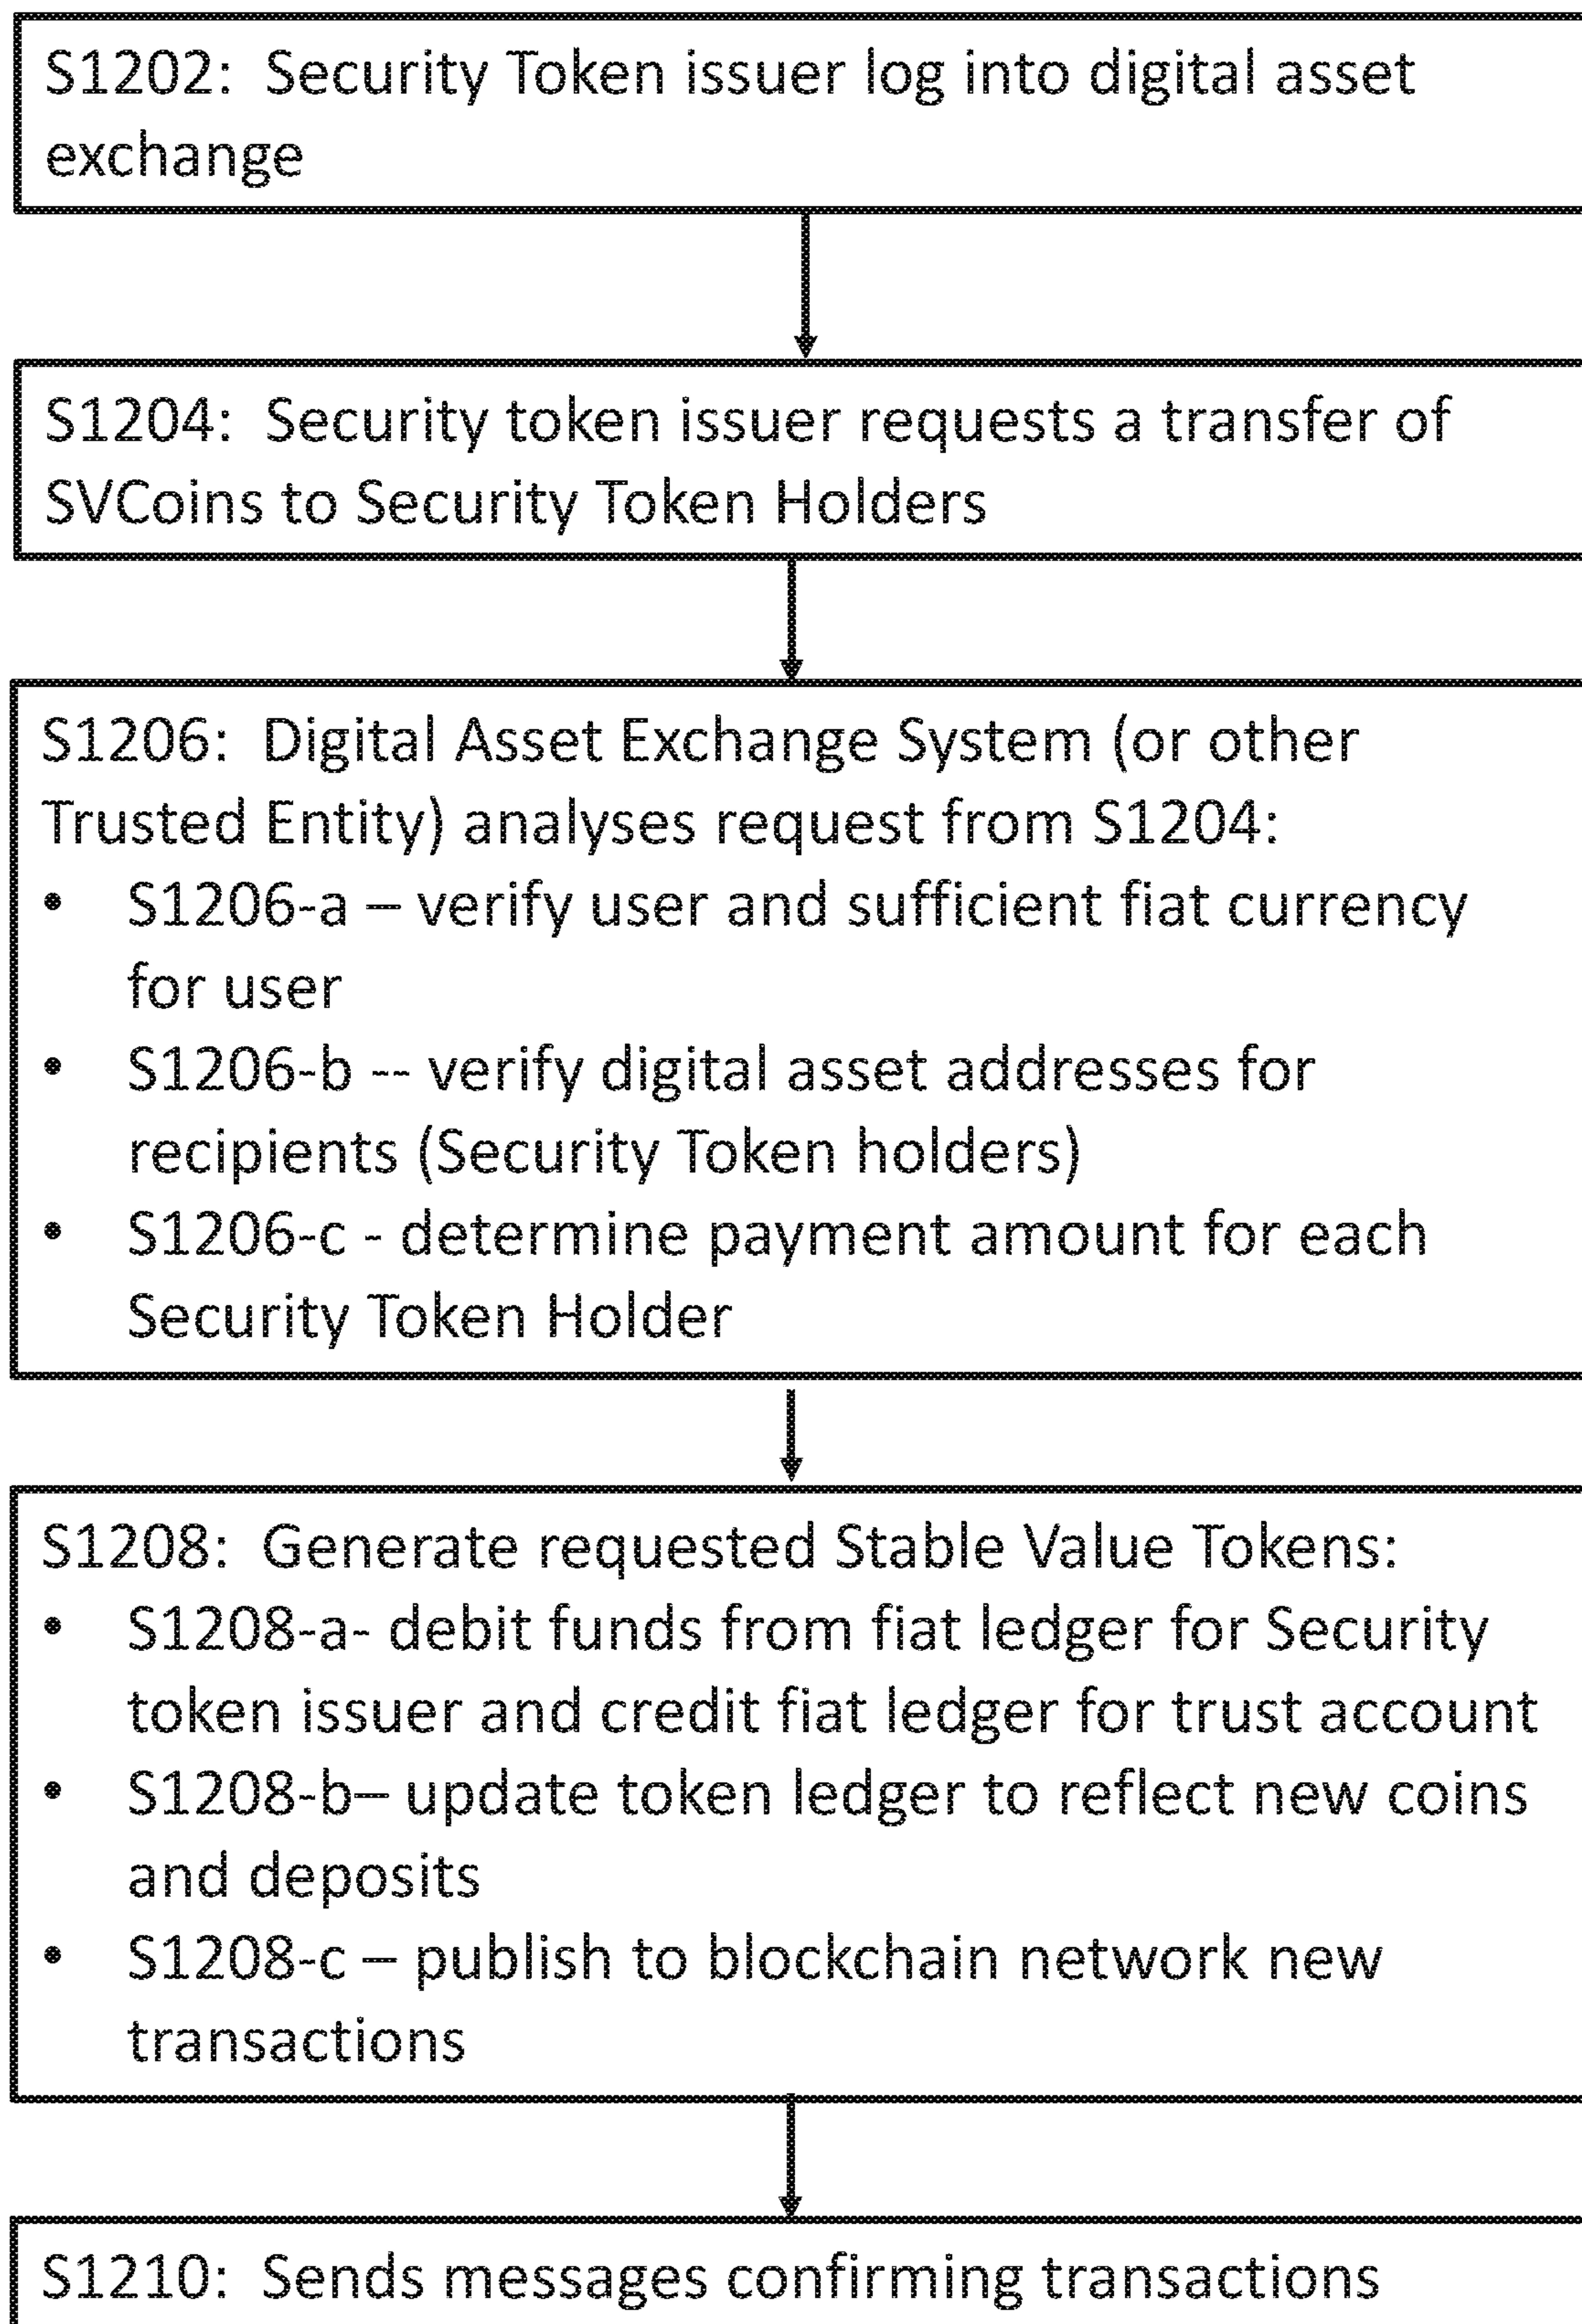 S1202: Security Token issuer log into digital asset
exchange
S1204: Security token issuer requests a transfer of
SVCoins to Security Token Holders
S1206: Digital Asset Exchange System (or other
Trusted Entity) analyses request from S1204:
• S1206-a – verify user and sufficient fiat currency
for user
• S1206-b -- verify digital asset addresses for
recipients (Security Token holders)
• S1206-c - determine payment amount for each
Security Token Holder
S1208: Generate requested Stable Value Tokens:
• S1208-a- debit funds from fiat ledger for Security
token issuer and credit fiat ledger for trust account
• S1208-b– update token ledger to reflect new coins
and deposits
• S1208-c – publish to blockchain network new
transactions
S1210: Sends messages confirming transactions